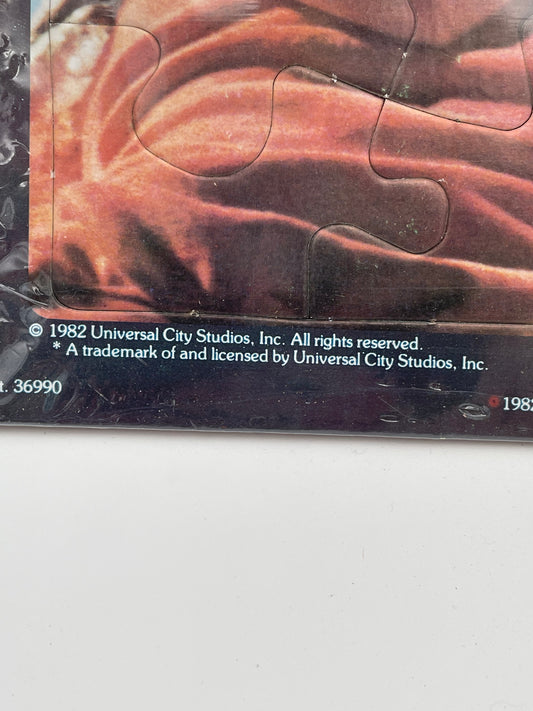 © 1982 Universal City Studios, Inc. All rights reserved.
* A trademark of and licensed by Universal City Studios, Inc.
t. 36990
1982